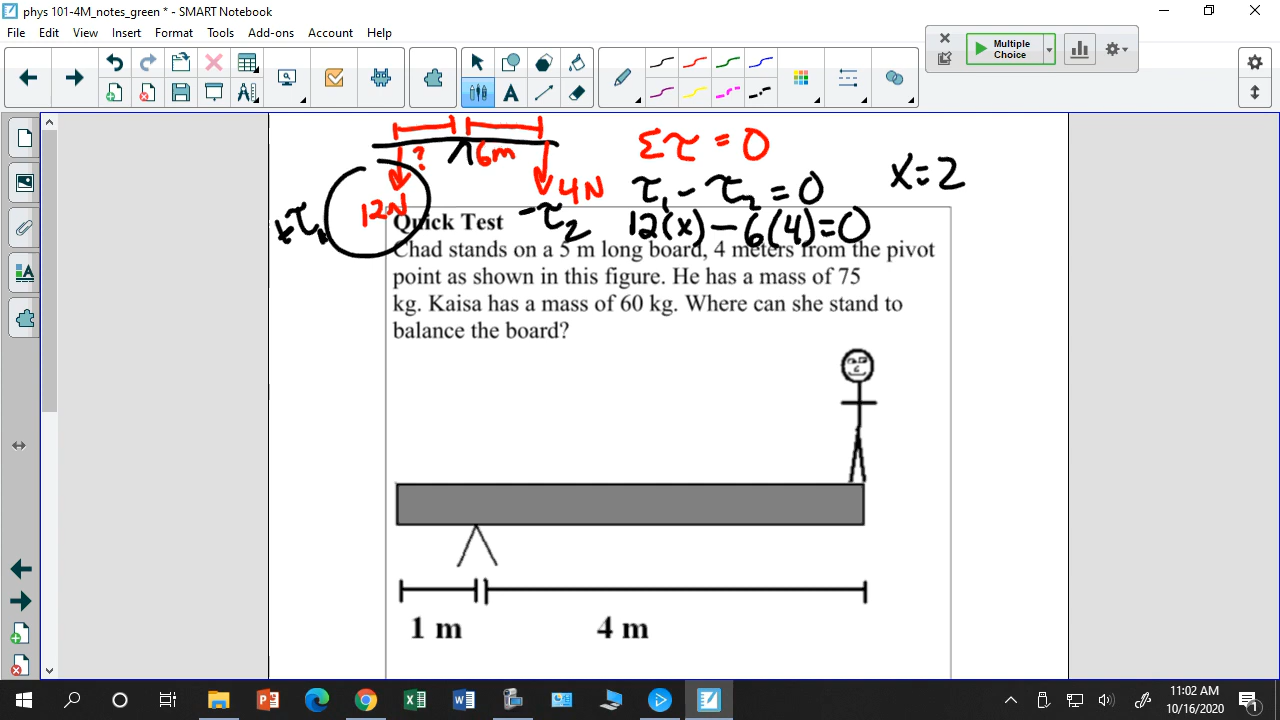 phys 101-4M_notes_green * - SMART Notebook
File Edit View Insert Format Tools Add-ons Account Help
Multiple
Choice
A
? 6m
12N 4N
Στ = 0
τ₁ - τ₂ = 0
x = 2
+τ₁ -τ₂
12(x) - 6(4) = 0
Quick Test
Chad stands on a 5 m long board, 4 meters from the pivot
point as shown in this figure. He has a mass of 75
kg. Kaisa has a mass of 60 kg. Where can she stand to
balance the board?
1 m 4 m
11:02 AM
10/16/2020
1